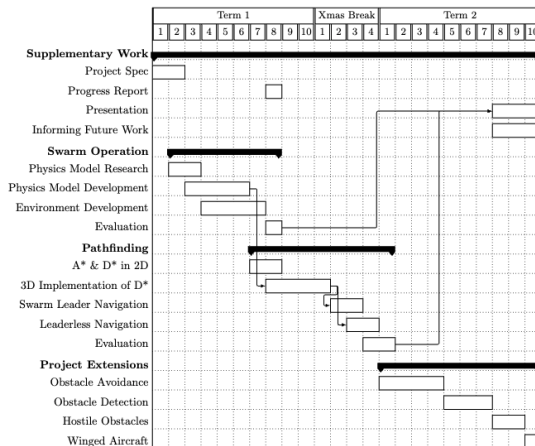 Term 1 Xmas Break Term 2
1 2 3 4 5 6 7 8 9 10 1 2 3 4 1 2 3 4 5 6 7 8 9 10
Supplementary Work
Project Spec
Progress Report
Presentation
Informing Future Work
Swarm Operation
Physics Model Research
Physics Model Development
Environment Development
Evaluation
Pathfinding
A* & D* in 2D
3D Implementation of D*
Swarm Leader Navigation
Leaderless Navigation
Evaluation
Project Extensions
Obstacle Avoidance
Obstacle Detection
Hostile Obstacles
Winged Aircraft